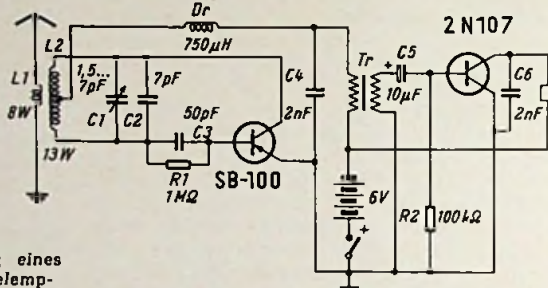 Dr
750µH
L2
1,5...
7pF
7pF
C1 C2
L1
8W
13W
50pF
C3
R1
1MΩ
SB-100
C4
2nF
Tr
+ C5
10µF
2N107
C6
2nF
6V
+
R2 100kΩ
eines